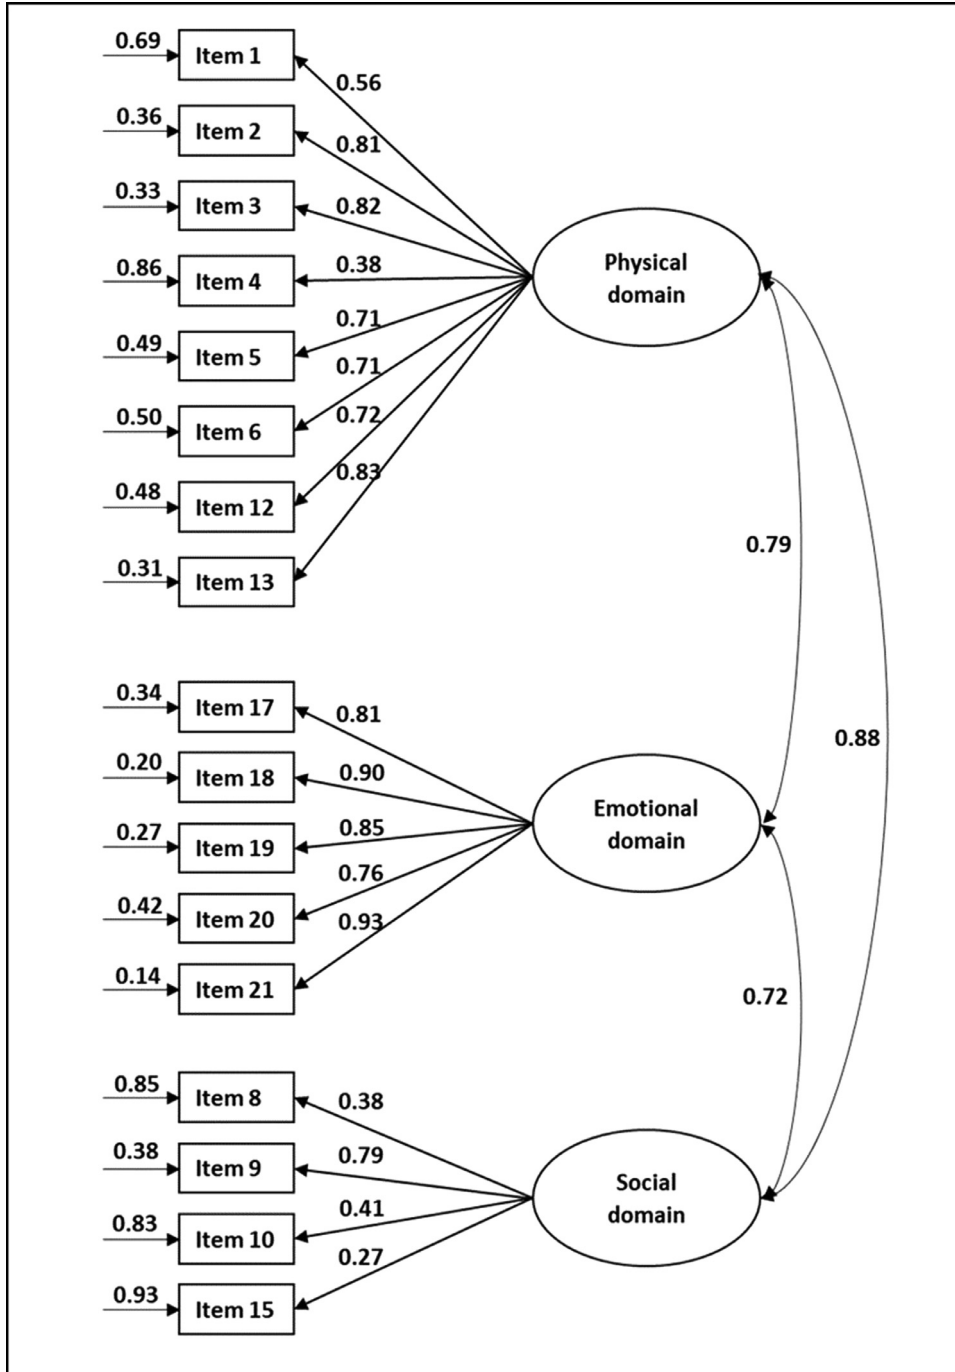 0.69
Item 1
0.56
0.36
Item 2
0.81
0.33
Item 3
0.82
0.86
Item 4
0.38
0.49
Item 5
0.71
0.50
Item 6
0.71
0.48
Item 12
0.72
0.31
Item 13
0.83
Physical
domain
0.79
0.88
0.34
Item 17
0.81
0.20
Item 18
0.90
0.27
Item 19
0.85
0.42
Item 20
0.76
0.14
Item 21
0.93
Emotional
domain
0.72
0.85
Item 8
0.38
0.38
Item 9
0.79
0.83
Item 10
0.41
0.93
Item 15
0.27
Social
domain